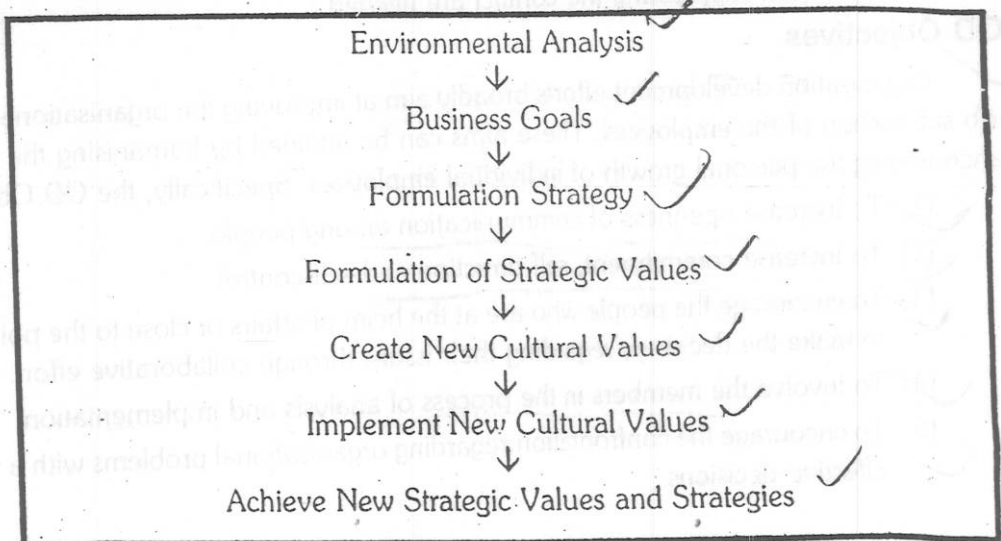 Environmental Analysis
↓
Business Goals
↓
Formulation Strategy
↓
Formulation of Strategic Values
↓
Create New Cultural Values
↓
Implement New Cultural Values
↓
Achieve New Strategic Values and Strategies